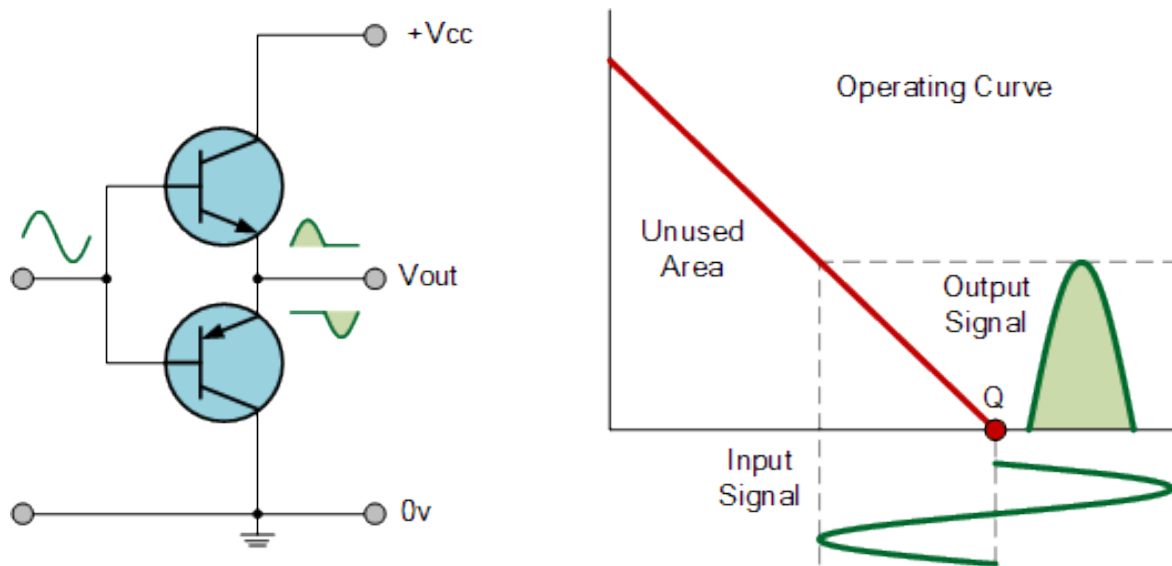 +Vcc
Vout
0v
Operating Curve
Unused
Area
Output
Signal
Q
Input
Signal